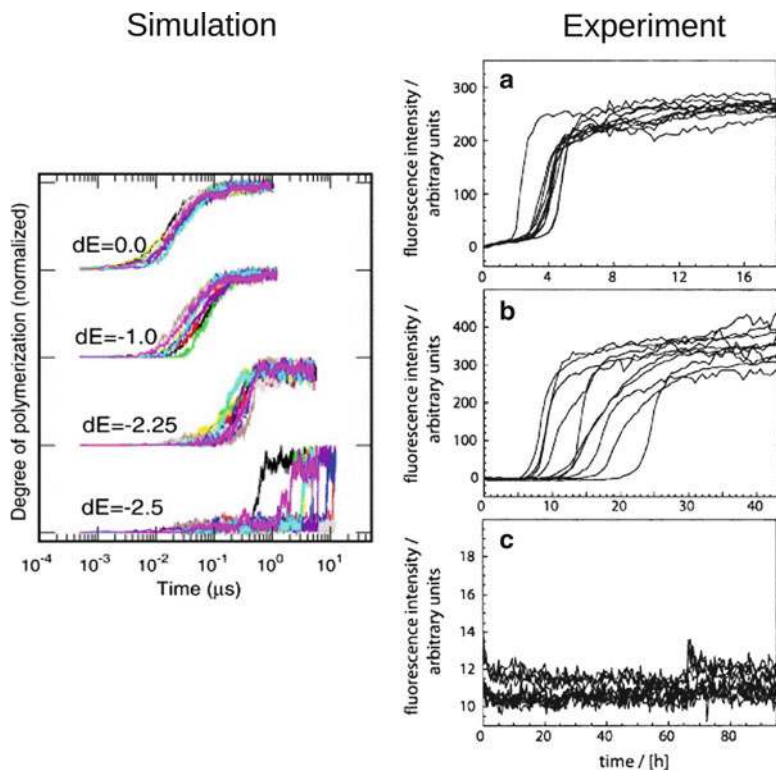 Simulation
Experiment
Degree of polymerization (normalized)
dE=0.0
dE=-1.0
dE=-2.25
dE=-2.5
10-4
10-3
10-2
10-1
100
101
Time (μs)
a
fluorescence intensity /
arbitrary units
300
200
100
0
0
4
8
12
16
b
fluorescence intensity /
arbitrary units
400
300
200
400
0
0
10
20
30
40
c
fluorescence intensity /
arbitrary units
18
16
14
12
10
0
20
40
60
80
time / [h]